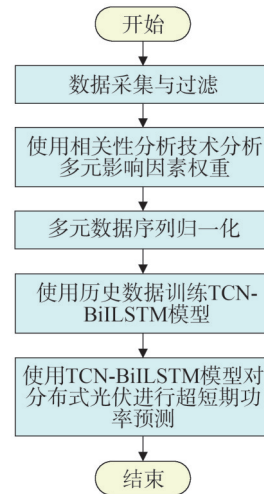 开始
数据采集与过滤
使用相关性分析技术分析
多元影响因素权重
多元数据序列归一化
使用历史数据训练TCN-
BiILSTM模型
使用TCN-BiILSTM模型对
分布式光伏进行超短期功
率预测
结束